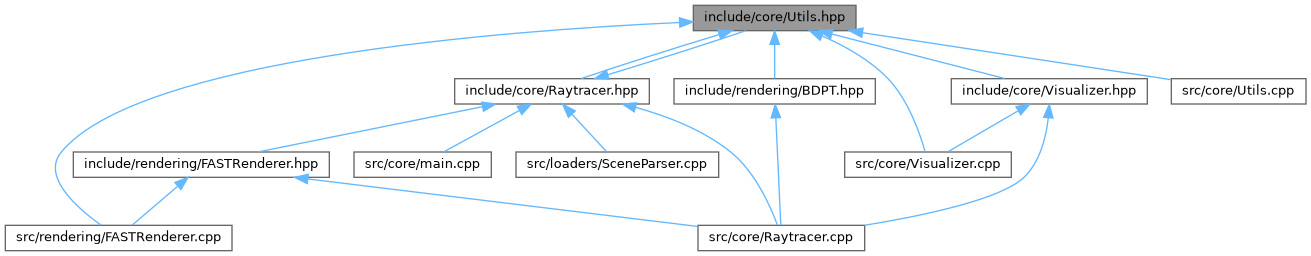 include/core/Utils.hpp
include/core/Raytracer.hpp
include/rendering/BDPT.hpp
include/core/Visualizer.hpp
src/core/Utils.cpp
include/rendering/FASTRenderer.hpp
src/core/main.cpp
src/loaders/SceneParser.cpp
src/core/Visualizer.cpp
src/rendering/FASTRenderer.cpp
src/core/Raytracer.cpp